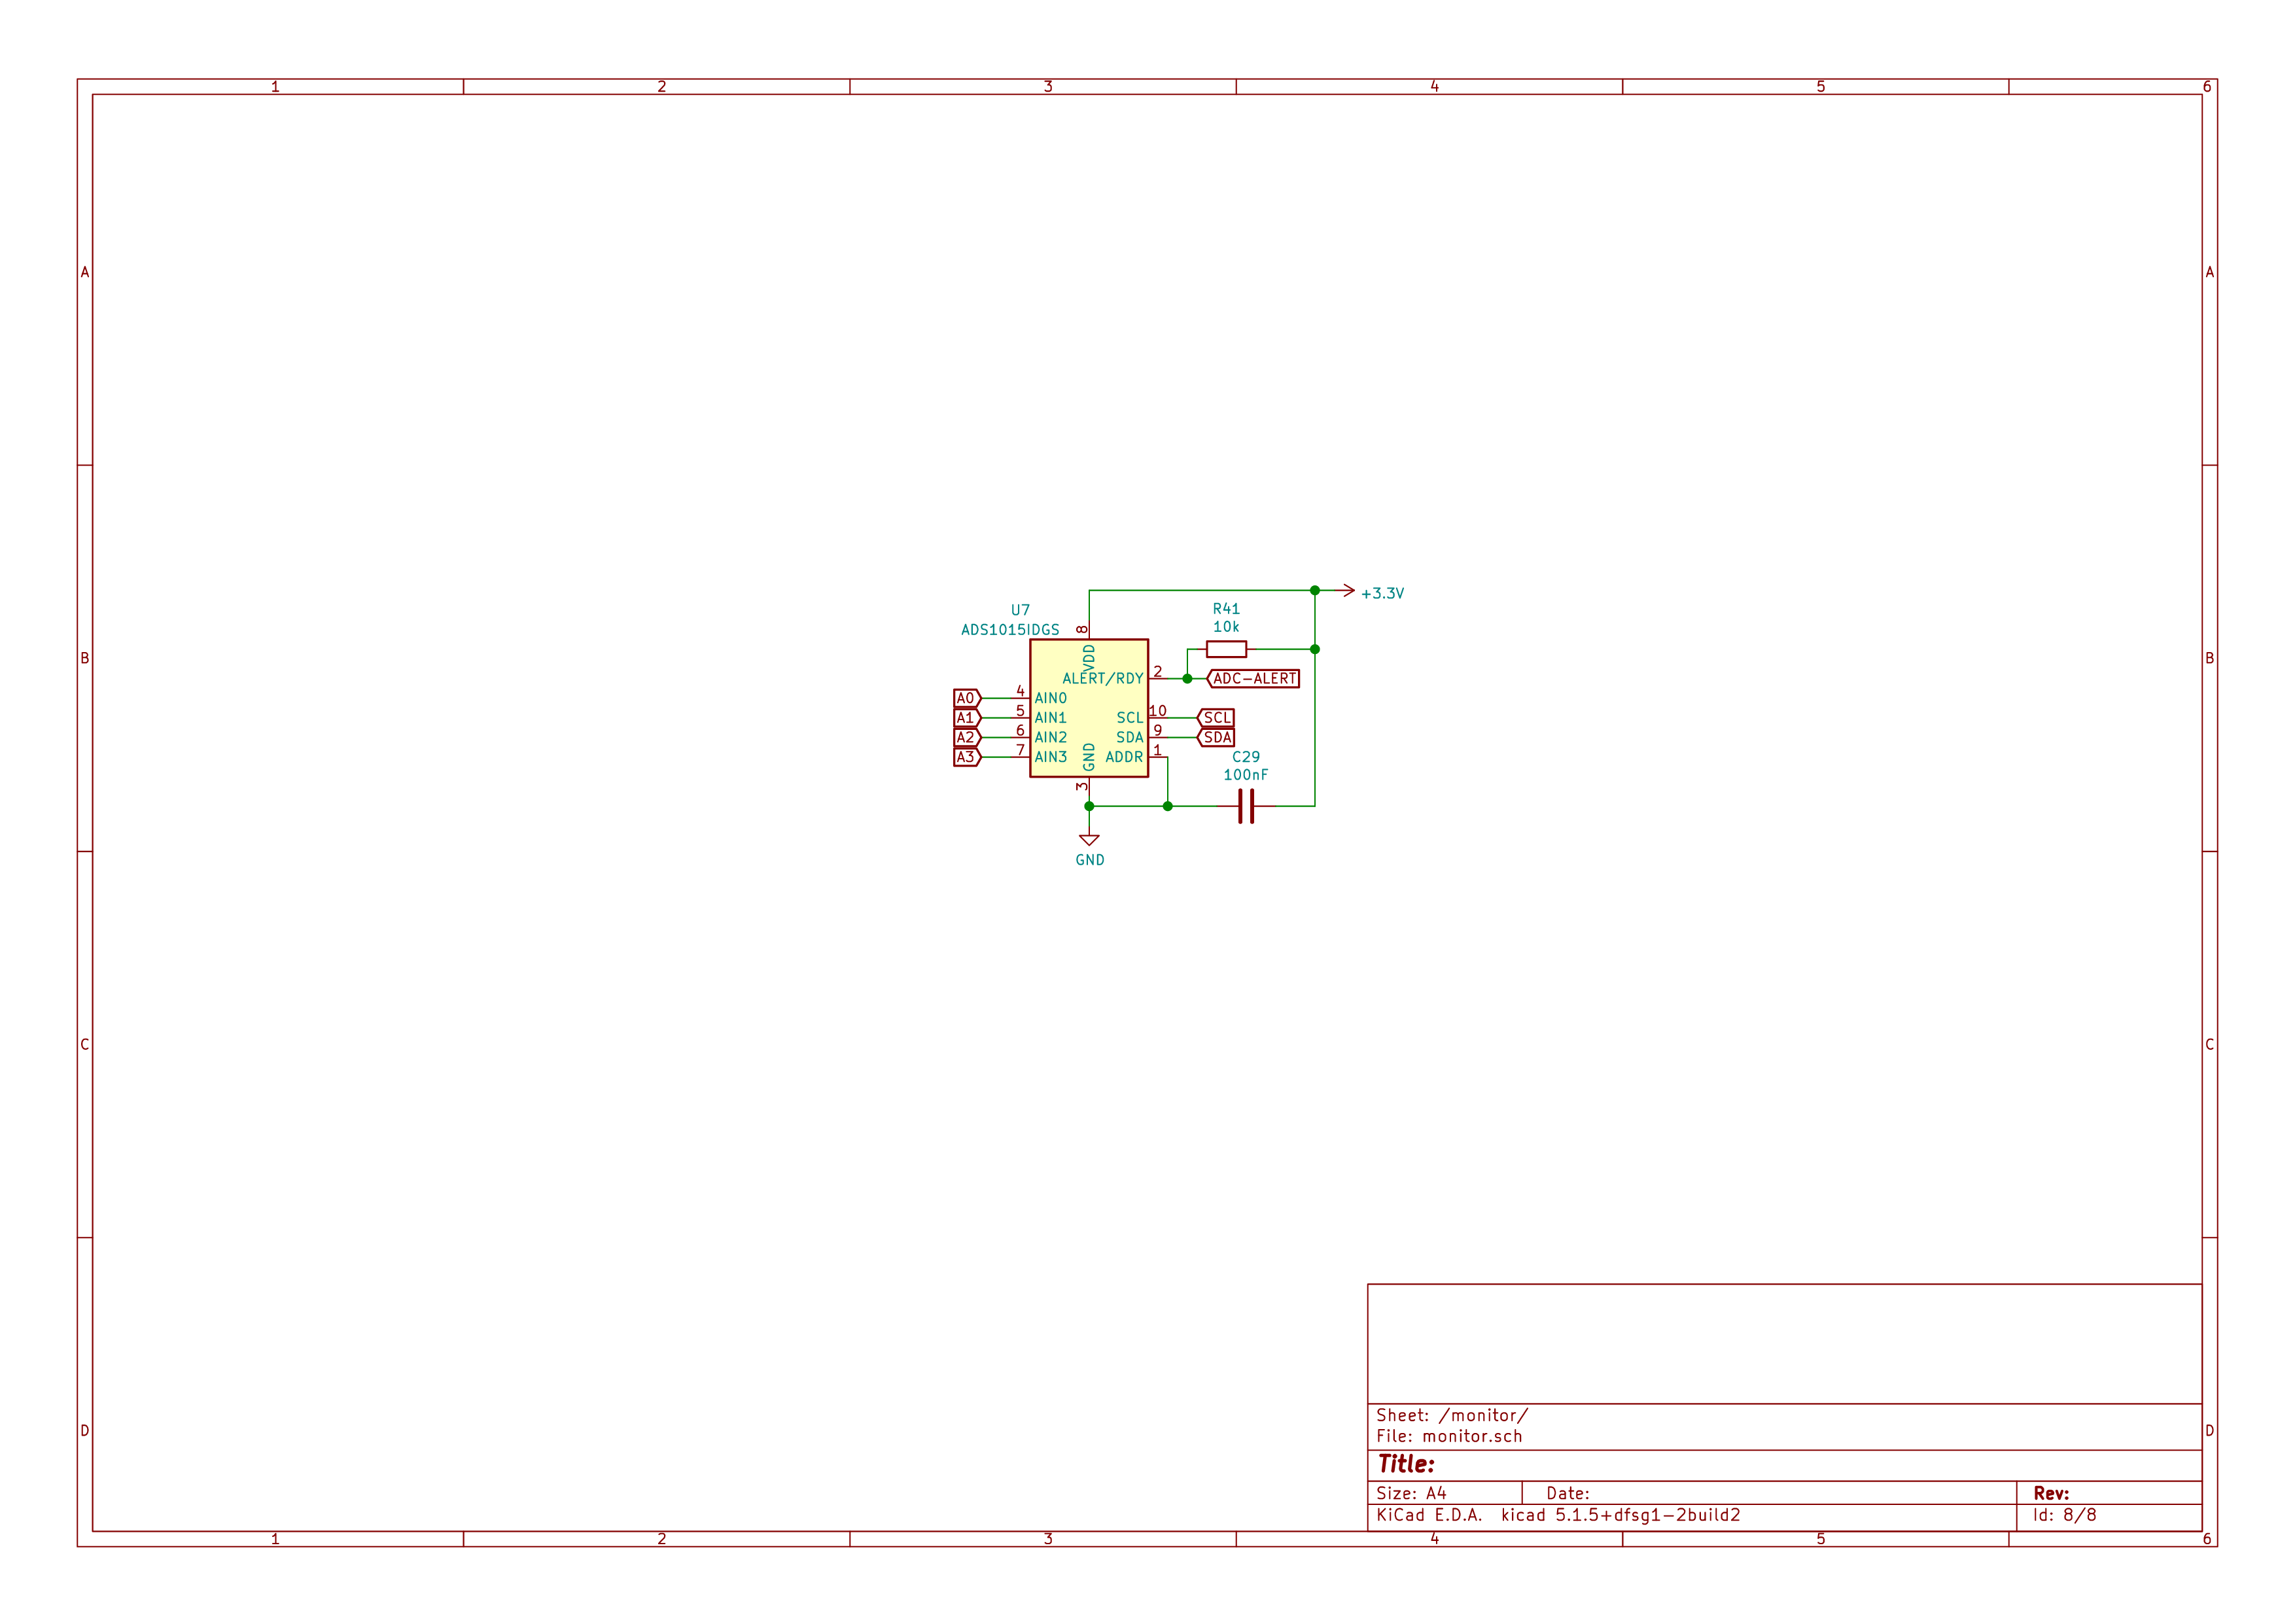 1 2 3 4 5 6
A A
+3.3V
R41
U7
10k
ADS1015IDGS
8
VDD
B B
2
ALERT/RDY
ADC-ALERT
A0 4 AIN0
A1 5 AIN1 SCL 10 SCL
A2 6 AIN2 SDA 9 SDA
A3 7 AIN3 GND ADDR 1 C29
100nF
3
GND
C C
Sheet: /monitor/
D D
File: monitor.sch
Title:
Size: A4 Date: Rev:
KiCad E.D.A. kicad 5.1.5+dfsg1-2build2 Id: 8/8
1 2 3 4 5 6